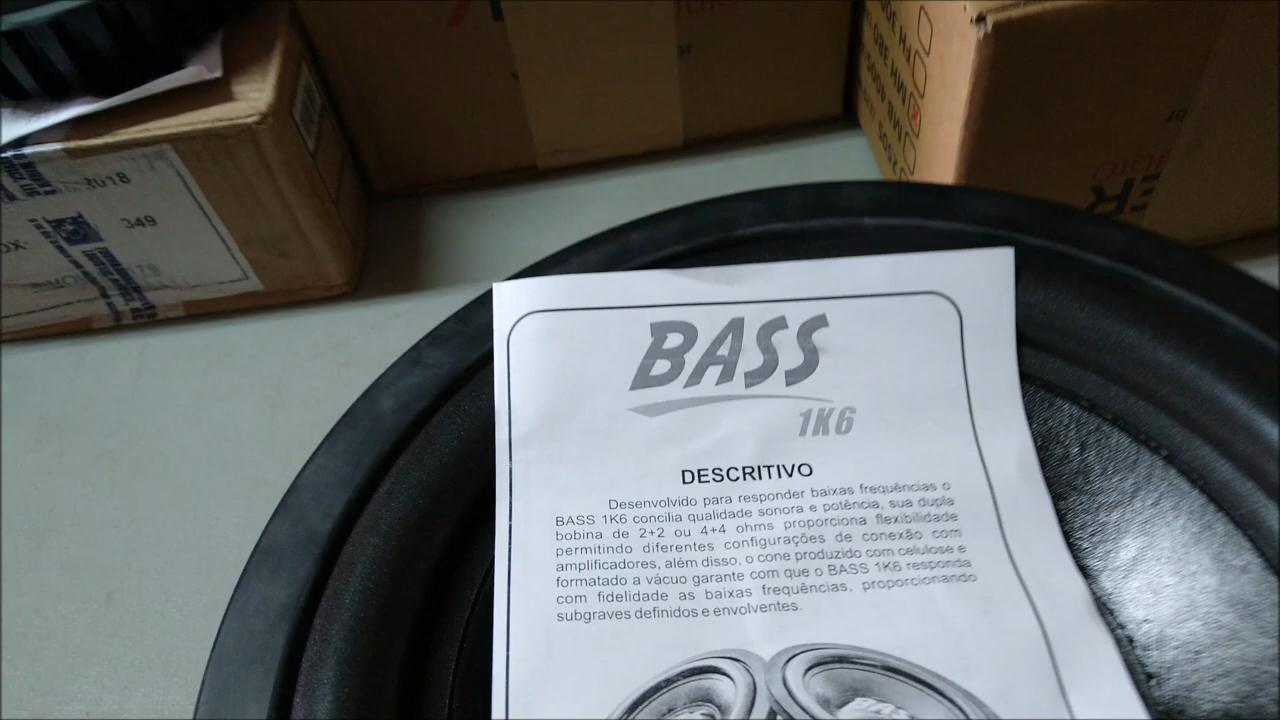 2018
349
BASS
1K6
DESCRITIVO
Desenvolvido para responder baixas frequências o
BASS 1K6 concilia qualidade sonora e potência, sua dupla
bobina de 2+2 ou 4+4 ohms proporciona flexibilidade
permitindo diferentes configurações de conexão com
amplificadores, além disso, o cone produzido com celulose e
formatado a vácuo garante com que o BASS 1K6 responda
com fidelidade as baixas frequências, proporcionando
subgraves definidos e envolventes.